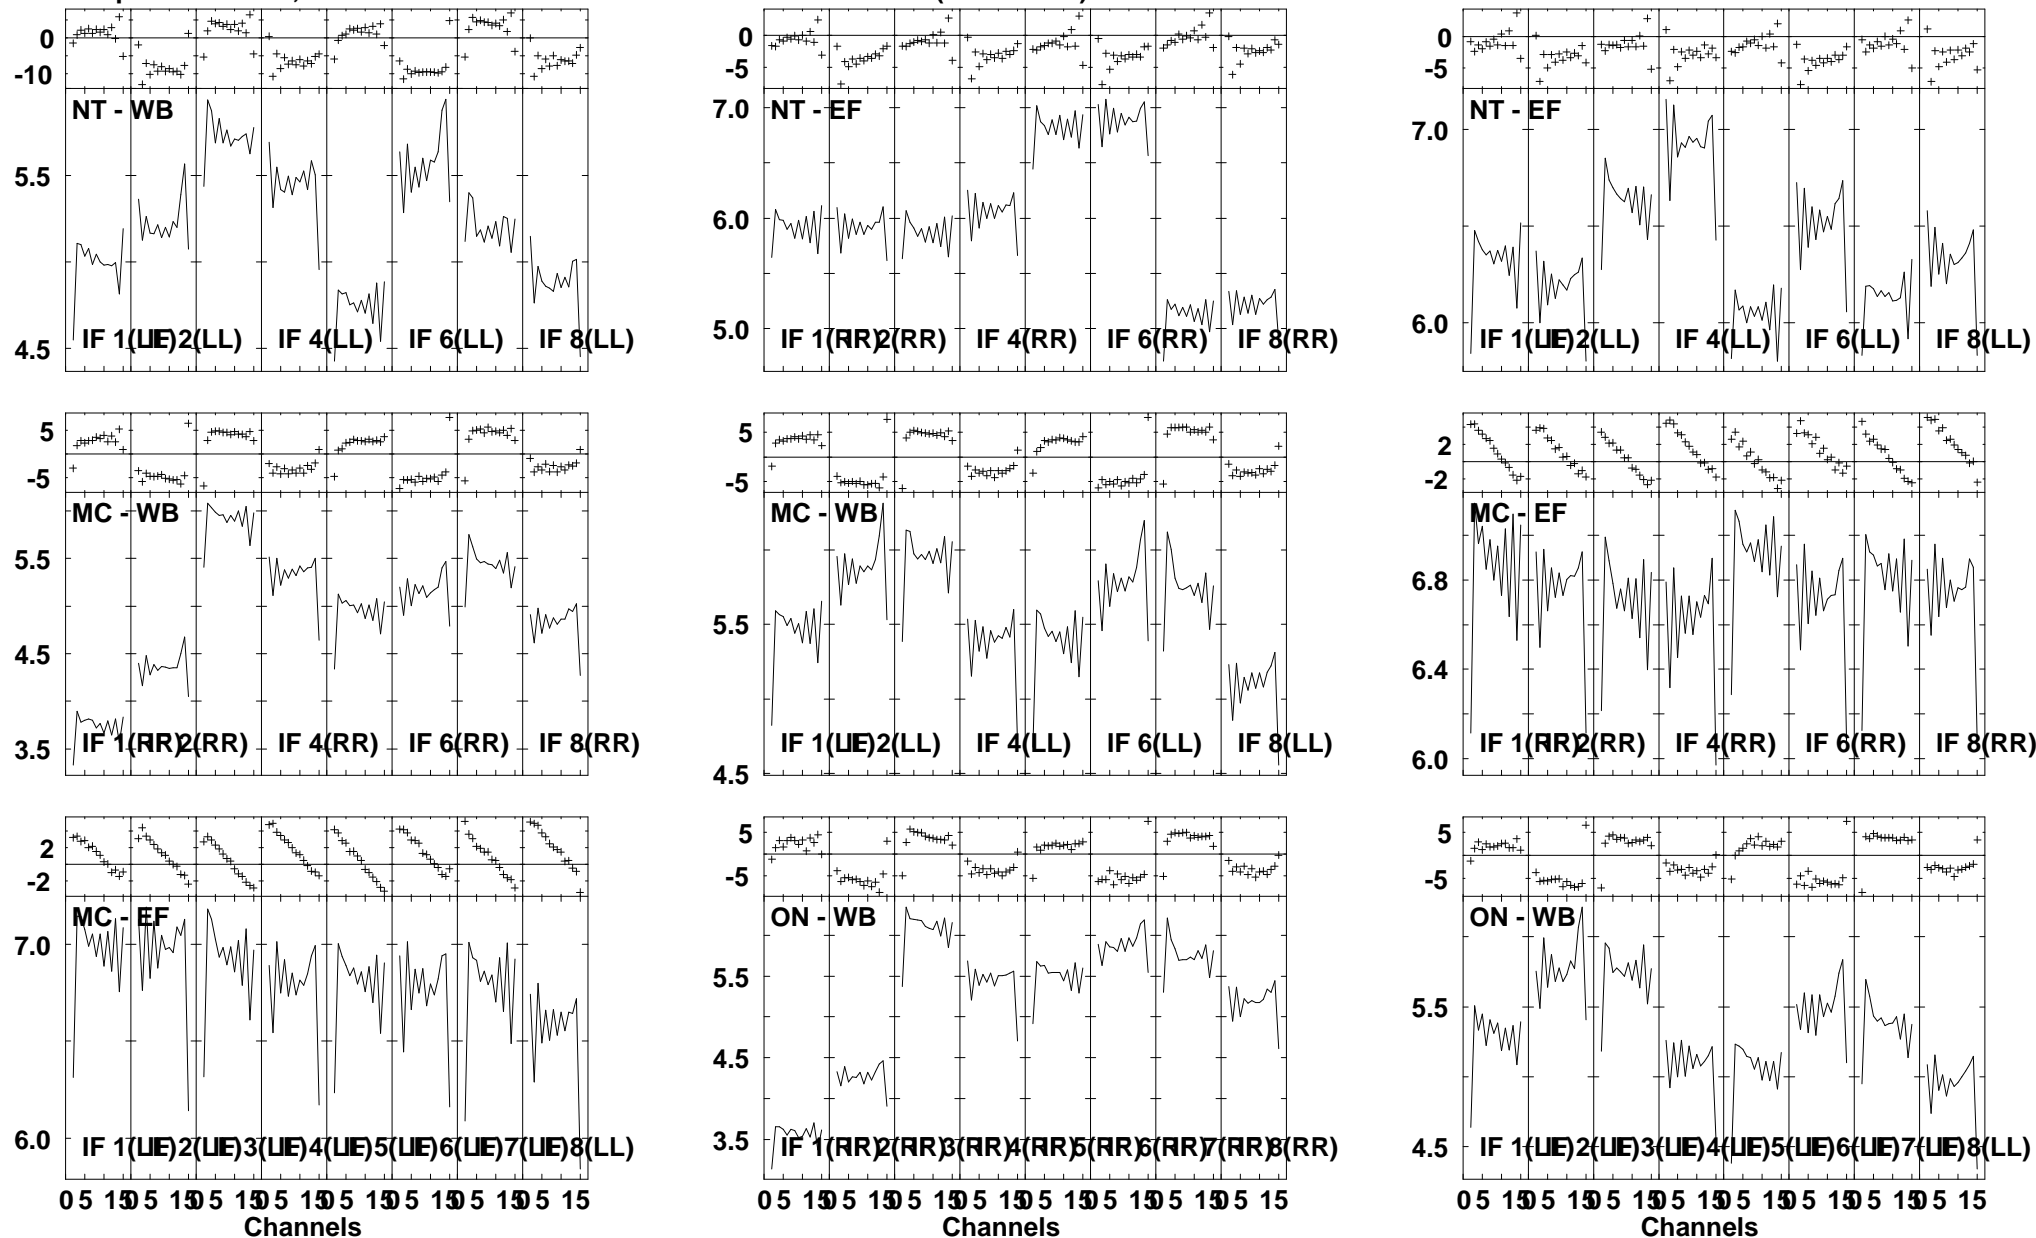 0
-10
NT - WB
5.5
4.5
IF 1(LL) IF 2(LL) IF 4(LL) IF 6(LL) IF 8(LL)
0
-5
NT - EF
7.0
6.0
5.0
IF 1(RR) IF 2(RR) IF 4(RR) IF 6(RR) IF 8(RR)
0
-5
NT - EF
7.0
6.0
IF 1(LL) IF 2(LL) IF 4(LL) IF 6(LL) IF 8(LL)
5
-5
MC - WB
5.5
4.5
3.5
IF 1(RR) IF 2(RR) IF 4(RR) IF 6(RR) IF 8(RR)
5
-5
MC - WB
5.5
4.5
IF 1(LL) IF 2(LL) IF 4(LL) IF 6(LL) IF 8(LL)
2
-2
MC - EF
6.8
6.4
6.0
IF 1(RR) IF 2(RR) IF 4(RR) IF 6(RR) IF 8(RR)
2
-2
MC - EF
7.0
6.0
IF 1(LL) IF 2(LL) IF 3(LL) IF 4(LL) IF 5(LL) IF 6(LL) IF 7(LL) IF 8(LL)
0 5 15 0 5 15 0 5 15 0 5 15 0 5 15 0 5 15 0 5 15 0 5 15
Channels
5
-5
ON - WB
5.5
4.5
3.5
IF 1(RR) IF 2(RR) IF 3(RR) IF 4(RR) IF 5(RR) IF 6(RR) IF 7(RR) IF 8(RR)
0 5 15 0 5 15 0 5 15 0 5 15 0 5 15 0 5 15 0 5 15 0 5 15
Channels
5
-5
ON - WB
5.5
4.5
IF 1(LL) IF 2(LL) IF 3(LL) IF 4(LL) IF 5(LL) IF 6(LL) IF 7(LL) IF 8(LL)
0 5 15 0 5 15 0 5 15 0 5 15 0 5 15 0 5 15 0 5 15 0 5 15
Channels